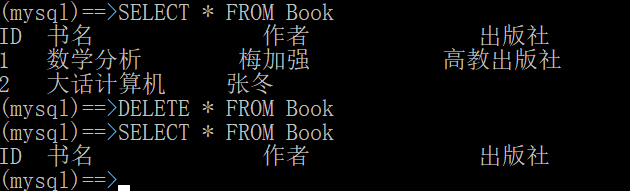 (mysql)==>SELECT * FROM Book
ID 书名 作者 出版社
1 数学分析 梅加强 高教出版社
2 大话计算机 张冬
(mysql)==>DELETE * FROM Book
(mysql)==>SELECT * FROM Book
ID 书名 作者 出版社
(mysql)==>